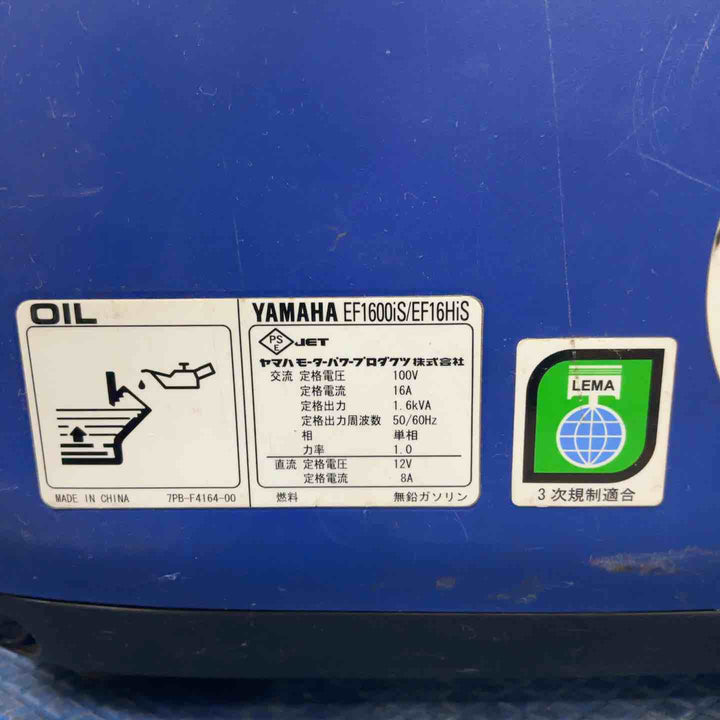 OIL
MADE IN CHINA 7PB-F4164-00
YAMAHA EF1600iS/EF16HiS
PS
E
JET
ヤマハモーターパワープロダクツ株式会社
交流 定格電圧 100V
定格電流 16A
定格出力 1.6kVA
定格出力周波数 50/60Hz
相 単相
力率 1.0
直流 定格電圧 12V
定格電流 8A
燃料 無鉛ガソリン
LEMA
3次規制適合